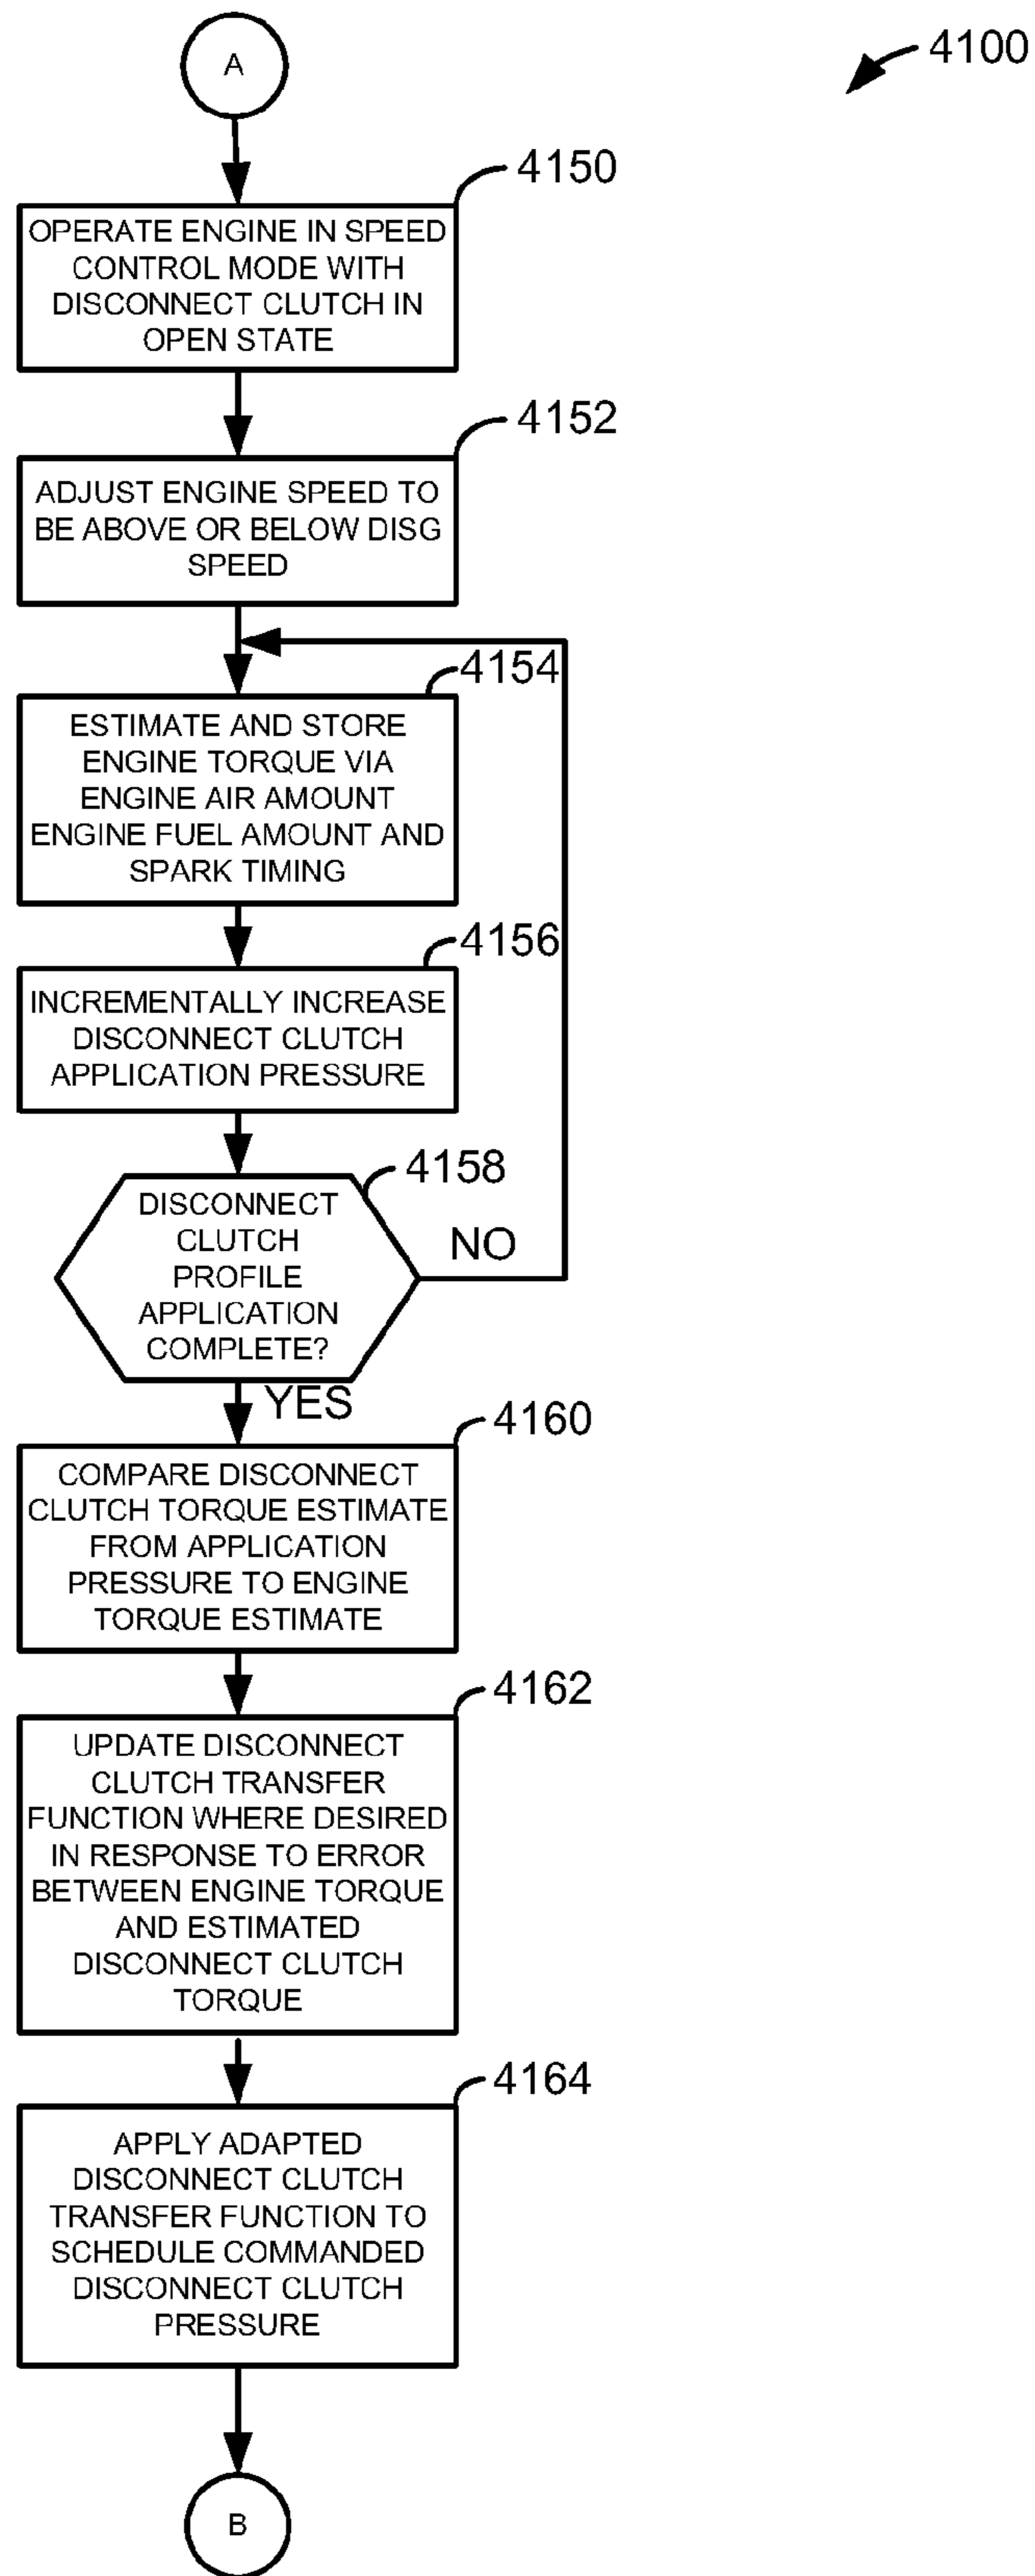 A
4100
4150
OPERATE ENGINE IN SPEED
CONTROL MODE WITH
DISCONNECT CLUTCH IN
OPEN STATE
4152
ADJUST ENGINE SPEED TO
BE ABOVE OR BELOW DISG
SPEED
4154
ESTIMATE AND STORE
ENGINE TORQUE VIA
ENGINE AIR AMOUNT
ENGINE FUEL AMOUNT AND
SPARK TIMING
4156
INCREMENTALLY INCREASE
DISCONNECT CLUTCH
APPLICATION PRESSURE
4158
DISCONNECT
CLUTCH
PROFILE
APPLICATION
COMPLETE?
NO
YES
4160
COMPARE DISCONNECT
CLUTCH TORQUE ESTIMATE
FROM APPLICATION
PRESSURE TO ENGINE
TORQUE ESTIMATE
4162
UPDATE DISCONNECT
CLUTCH TRANSFER
FUNCTION WHERE DESIRED
IN RESPONSE TO ERROR
BETWEEN ENGINE TORQUE
AND ESTIMATED
DISCONNECT CLUTCH
TORQUE
4164
APPLY ADAPTED
DISCONNECT CLUTCH
TRANSFER FUNCTION TO
SCHEDULE COMMANDED
DISCONNECT CLUTCH
PRESSURE
B